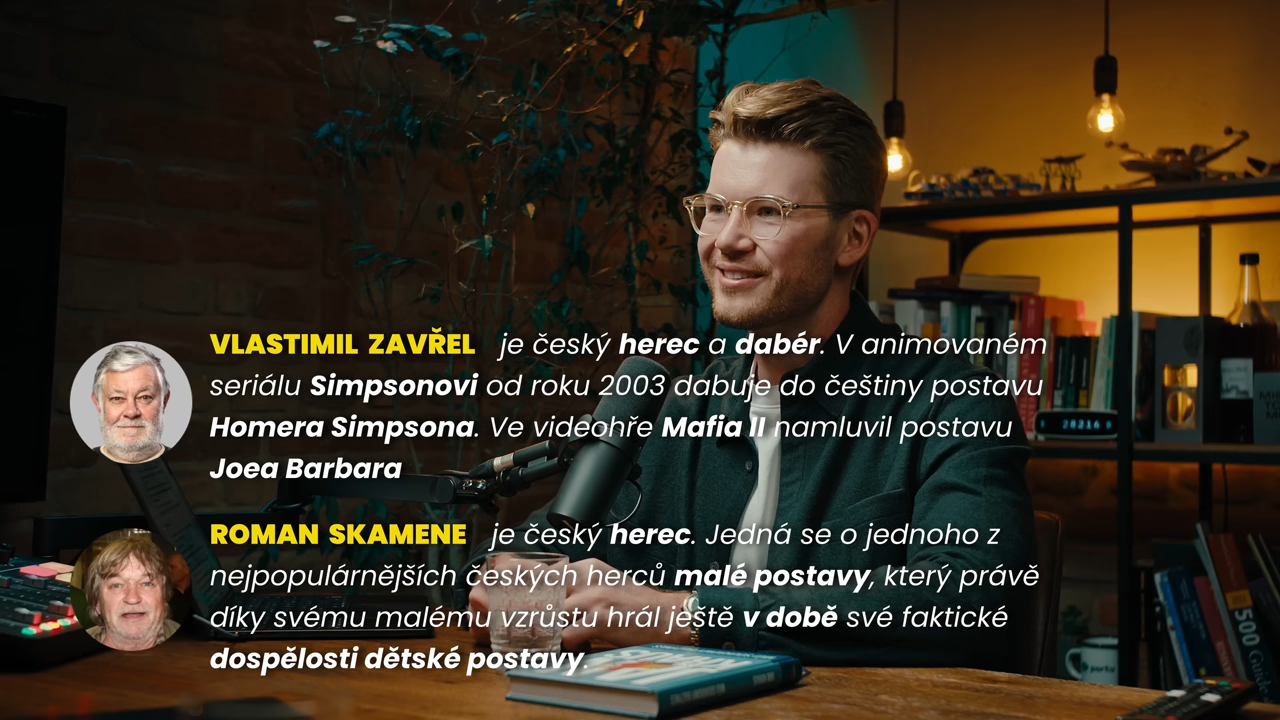 VLASTIMIL ZAVŘEL je český herec a dabér. V animovaném
seriálu Simpsonovi od roku 2003 dabuje do češtiny postavu
Homera Simpsona. Ve videohře Mafia II namluvil postavu
Joea Barbara
28216
ROMAN SKAMENE je český herec. Jedná se o jednoho z
nejpopulárnějších českých herců malé postavy, který právě
díky svému malému vzrůstu hrál ještě v době své faktické
dospělosti dětské postavy.
500